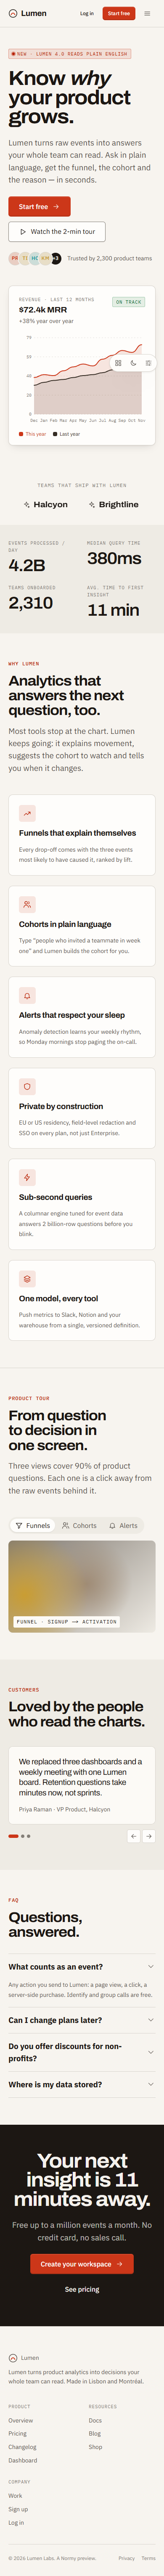 Lumen
Log in
Start free
NEW · LUMEN 4.0 READS PLAIN ENGLISH
Know why
your product
grows.
Lumen turns raw events into answers
your whole team can read. Ask in plain
language, get the funnel, the cohort and
the reason — in seconds.
Start free →
Watch the 2-min tour
Trusted by 2,300 product teams
REVENUE · LAST 12 MONTHS
$72.4k MRR
+38% year over year
ON TRACK
20
0
Dec Jan Feb Mar Apr May Jun Jul Aug Sep Oct Nov
This year
Last year
TEAMS THAT SHIP WITH LUMEN
Halcyon
Brightline
EVENTS PROCESSED /
DAY
4.2B
MEDIAN QUERY TIME
380ms
TEAMS ONBOARDED
2,310
AVG. TIME TO FIRST
INSIGHT
11 min
WHY LUMEN
Analytics that
answers the next
question, too.
Most tools stop at the chart. Lumen
keeps going: it explains movement,
suggests the cohort to watch and tells
you when it changes.
Funnels that explain themselves
Every drop-off comes with the three events
most likely to have caused it, ranked by lift.
Cohorts in plain language
Type “people who invited a teammate in week
one” and Lumen builds the cohort for you.
Alerts that respect your sleep
Anomaly detection learns your weekly rhythm,
so Monday mornings stop paging the on-call.
Private by construction
EU or US residency, field-level redaction and
SSO on every plan, not just Enterprise.
Sub-second queries
A columnar engine tuned for event data
answers 2 billion-row questions before you
blink.
One model, every tool
Push metrics to Slack, Notion and your
warehouse from a single, versioned definition.
PRODUCT TOUR
From question
to decision in
one screen.
Three views cover 90% of product
questions. Each one is a click away from
the raw events behind it.
Funnels
Cohorts
Alerts
FUNNEL · SIGNUP → ACTIVATION
CUSTOMERS
Loved by the people
who read the charts.
We replaced three dashboards and a
weekly meeting with one Lumen
board. Retention questions take
minutes now, not sprints.
Priya Raman · VP Product, Halcyon
FAQ
Questions,
answered.
What counts as an event?
Any action you send to Lumen: a page view, a click, a
server-side purchase. Identify and group calls are free.
Can I change plans later?
Do you offer discounts for non-
profits?
Where is my data stored?
Your next
insight is 11
minutes away.
Free up to a million events a month. No
credit card, no sales call.
Create your workspace →
See pricing
Lumen
Lumen turns product analytics into decisions your
whole team can read. Made in Lisbon and Montréal.
PRODUCT
Overview
Pricing
Changelog
Dashboard
RESOURCES
Docs
Blog
Shop
COMPANY
Work
Sign up
Log in
© 2026 Lumen Labs. A Normy preview.
Privacy
Terms